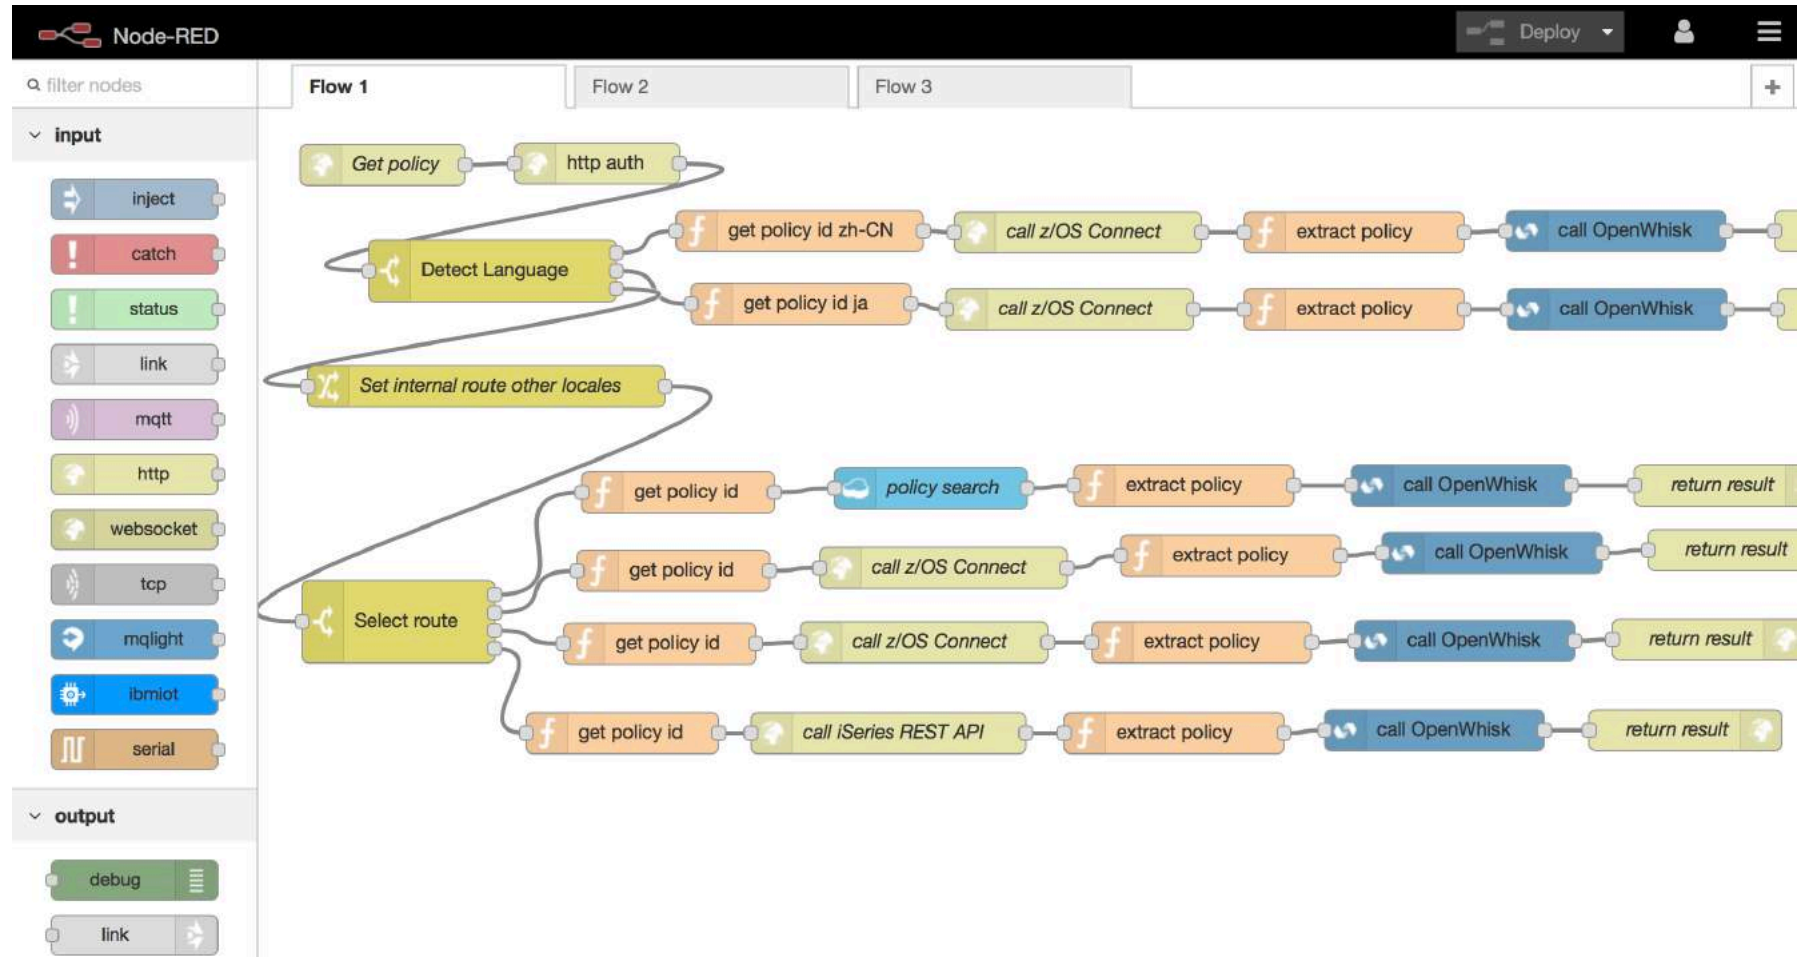 Node-RED
Deploy
filter nodes
Flow 1
Flow 2
Flow 3
input
inject
catch
status
link
mqtt
http
websocket
tcp
mqlight
ibmiot
serial
output
debug
link
Get policy
http auth
Detect Language
get policy id zh-CN
call z/OS Connect
extract policy
call OpenWhisk
get policy id ja
call z/OS Connect
extract policy
call OpenWhisk
Set internal route other locales
Select route
get policy id
policy search
extract policy
call OpenWhisk
return result
get policy id
call z/OS Connect
extract policy
call OpenWhisk
return result
get policy id
call z/OS Connect
extract policy
call OpenWhisk
return result
get policy id
call iSeries REST API
extract policy
call OpenWhisk
return result